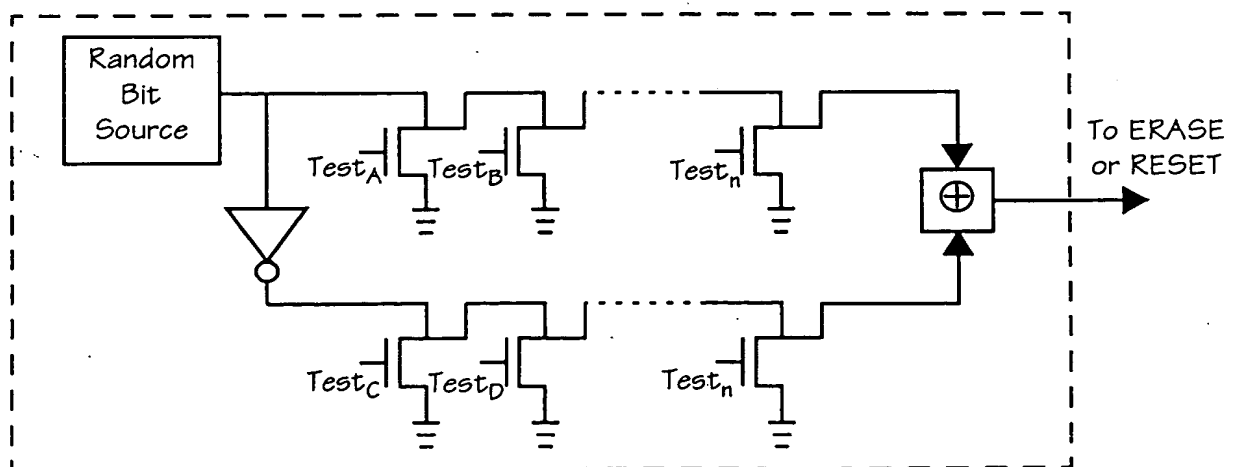 Random
Bit
Source
To ERASE
or RESET
TestA TestB Testn
TestC TestD Testn